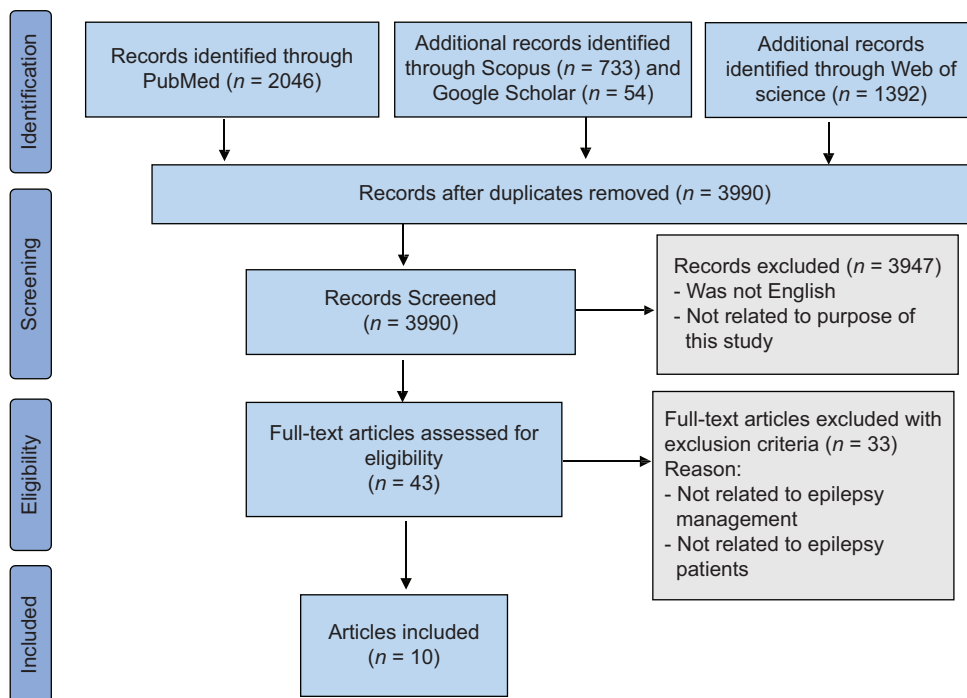 Identification
Records identified through
PubMed (n = 2046)
Additional records identified
through Scopus (n = 733) and
Google Scholar (n = 54)
Additional records
identified through Web of
science (n = 1392)
Records after duplicates removed (n = 3990)
Screening
Records Screened
(n = 3990)
Records excluded (n = 3947)
- Was not English
- Not related to purpose of
this study
Eligibility
Full-text articles assessed for
eligibility
(n = 43)
Full-text articles excluded with
exclusion criteria (n = 33)
Reason:
- Not related to epilepsy
management
- Not related to epilepsy
patients
Included
Articles included
(n = 10)